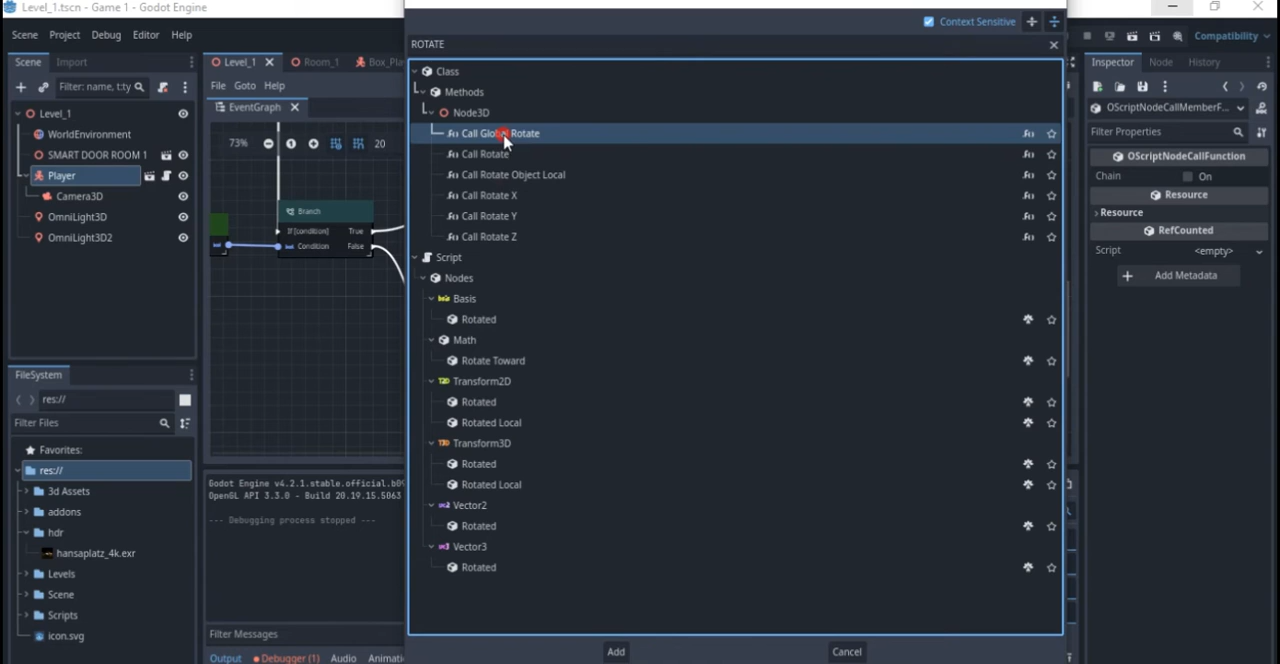 Level_1.tscn - Game 1 - Godot Engine
Scene Project Debug Editor Help
Compatibility
Scene Import
Filter: name, t:ty
Level_1
WorldEnvironment
SMART DOOR ROOM 1
Player
Camera3D
OmniLight3D
OmniLight3D2
FileSystem
res://
Filter Files
Favorites:
res://
3d Assets
addons
hdr
hansaplatz_4k.exr
Levels
Scene
Scripts
icon.svg
Level_1 Room_1 Box_Pla
File Goto Help
EventGraph
73% 20
Branch
If [condition] True
Condition False
Godot Engine v4.2.1.stable.official.b09
OpenGL API 3.3.0 - Build 20.19.15.5063
--- Debugging process stopped ---
Filter Messages
Output Debugger (1) Audio Animati
Context Sensitive
ROTATE
Class
Methods
Node3D
Call Global Rotate
Call Rotate
Call Rotate Object Local
Call Rotate X
Call Rotate Y
Call Rotate Z
Script
Nodes
Basis
Rotated
Math
Rotate Toward
Transform2D
Rotated
Rotated Local
Transform3D
Rotated
Rotated Local
Vector2
Rotated
Vector3
Rotated
Add Cancel
Inspector Node History
OScriptNodeCallMemberF...
Filter Properties
OScriptNodeCallFunction
Chain On
Resource
Resource
RefCounted
Script <empty>
Add Metadata